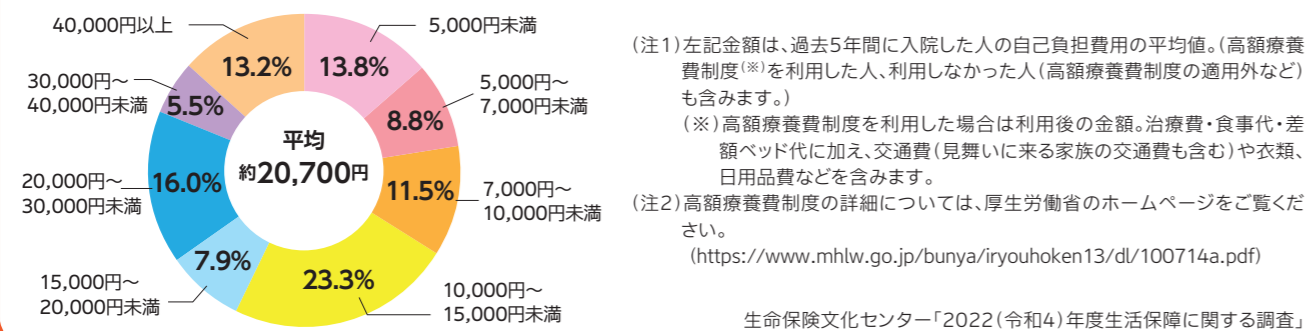 40,000円以上
5,000円未満
13.2%
13.8%
30,000円～
40,000円未満
5.5%
5,000円～
7,000円未満
8.8%
平均
約20,700円
20,000円～
30,000円未満
16.0%
11.5%
7,000円～
10,000円未満
7.9%
23.3%
15,000円～
20,000円未満
10,000円～
15,000円未満
(注1)左記金額は、過去5年間に入院した人の自己負担費用の平均値。(高額療養
費制度(※)を利用した人、利用しなかった人(高額療養費制度の適用外など)
も含みます。)
(※)高額療養費制度を利用した場合は利用後の金額。治療費・食事代・差
額ベッド代に加え、交通費(見舞いに来る家族の交通費も含む)や衣類、
日用品費などを含みます。
(注2)高額療養費制度の詳細については、厚生労働省のホームページをご覧くだ
さい。
(https://www.mhlw.go.jp/bunya/iryouhoken13/dl/100714a.pdf)
生命保険文化センター「2022(令和4)年度生活保障に関する調査」